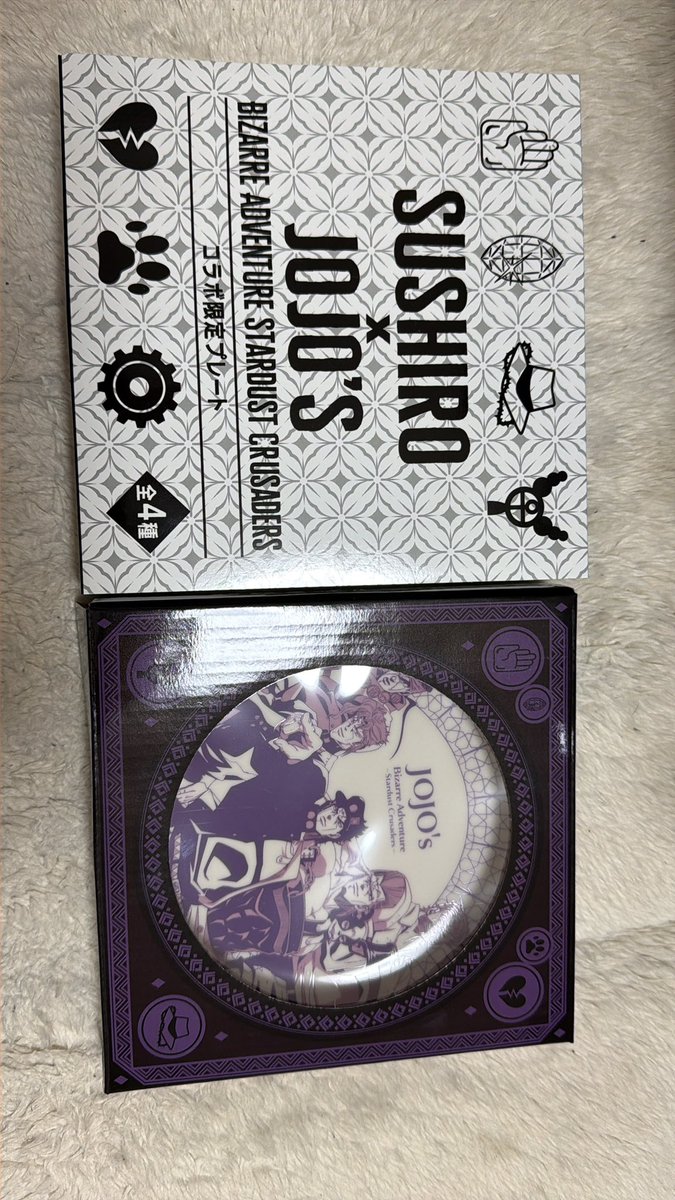 SUSHIRO
×
JOJO'S
BIZARRE ADVENTURE STARDUST CRUSADERS
コラボ限定プレート
全4種
JOJO's
Bizarre Adventure
- Stardust Crusaders -